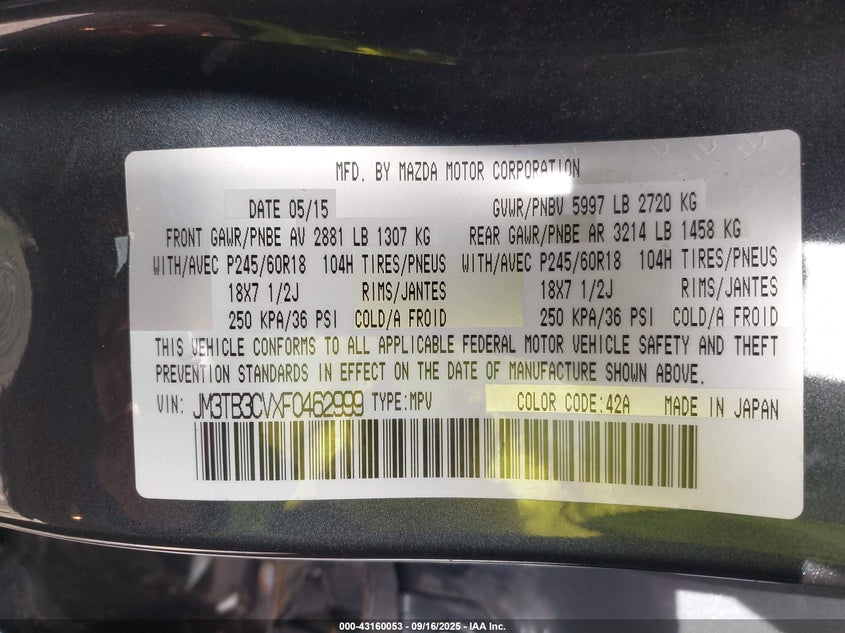 MFD. BY MAZDA MOTOR CORPORATION
DATE 05/15 GVWR/PNBV 5997 LB 2720 KG
FRONT GAWR/PNBE AV 2881 LB 1307 KG REAR GAWR/PNBE AR 3214 LB 1458 KG
WITH/AVEC P245/60R18 104H TIRES/PNEUS WITH/AVEC P245/60R18 104H TIRES/PNEUS
18X7 1/2J RIMS/JANTES 18X7 1/2J RIMS/JANTES
250 KPA/36 PSI COLD/A FROID 250 KPA/36 PSI COLD/A FROID
THIS VEHICLE CONFORMS TO ALL APPLICABLE FEDERAL MOTOR VEHICLE SAFETY AND THEFT
PREVENTION STANDARDS IN EFFECT ON THE DATE OF MANUFACTURE SHOWN ABOVE.
VIN: JM3TB3CVXF0462999 TYPE:MPV COLOR CODE:42A MADE IN JAPAN
000-43160053 - 09/16/2025 - IAA Inc.